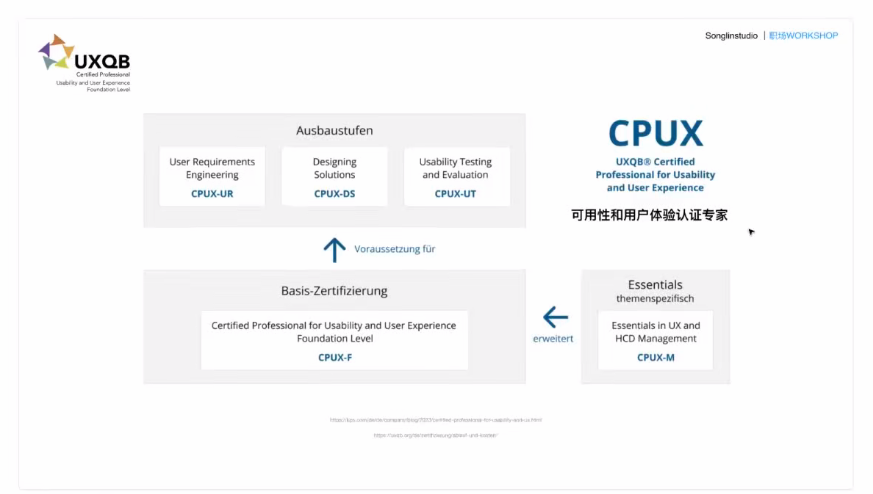 UXQB
Certified Professional
Usability and User Experience
Foundation Level
Songlinstudio | 职场WORKSHOP
Ausbaustufen
User Requirements
Engineering
CPUX-UR
Designing
Solutions
CPUX-DS
Usability Testing
and Evaluation
CPUX-UT
CPUX
UXQB® Certified
Professional for Usability
and User Experience
可用性和用户体验认证专家
Voraussetzung für
Basis-Zertifizierung
Certified Professional for Usability and User Experience
Foundation Level
CPUX-F
erweitert
Essentials
themenspezifisch
Essentials in UX and
HCD Management
CPUX-M